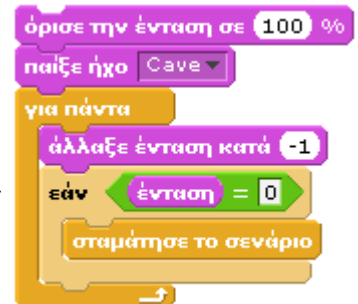 όρισε την ένταση σε 100 %
παίξε ήχο Cave
για πάντα
άλλαξε ένταση κατά -1
εάν ένταση = 0
σταμάτησε το σενάριο